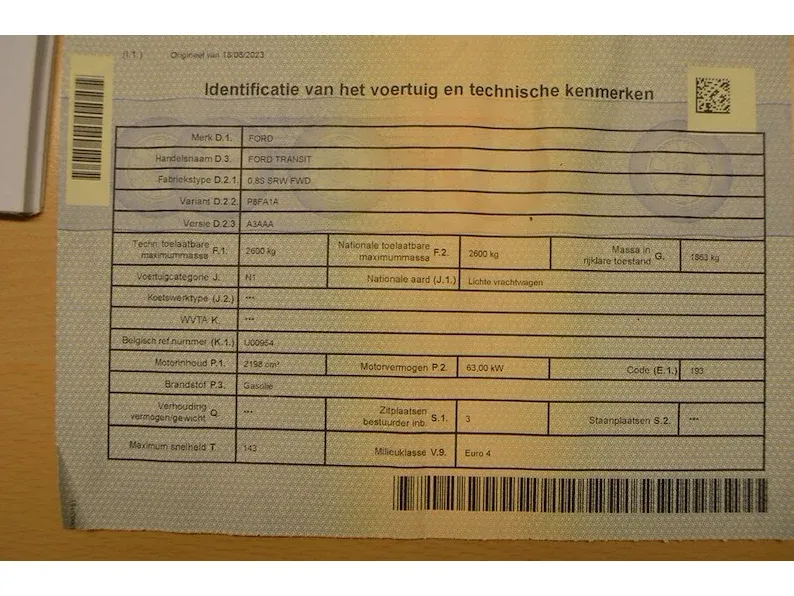 (I.1.) Origineel van 18/08/2023
Identificatie van het voertuig en technische kenmerken
Merk D.1. FORD
Handelsnaam D.3. FORD TRANSIT
Fabriekstype D.2.1. 0,8S SRW FWD
Variant D.2.2. P8FA1A
Versie D.2.3 A3AAA
Techn. toelaatbare maximummassa F.1. 2600 kg Nationale toelaatbare maximummassa F.2. 2600 kg Massa in rijklare toestand G. 1863 kg
Voertuigcategorie J. N1 Nationale aard (J.1.) Lichte vrachtwagen
Koetswerktype (J.2.) ---
WVTA K. ---
Belgisch ref.nummer (K.1.) U00954
Motorinhoud P.1. 2198 cm³ Motorvermogen P.2. 63,00 kW Code (E.1.) 193
Brandstof P.3. Gasolie
Verhouding vermogen/gewicht Q. --- Zitplaatsen bestuurder inb. S.1. 3 Staanplaatsen S.2. ---
Maximum snelheid T. 143 Milieuklasse V.9. Euro 4